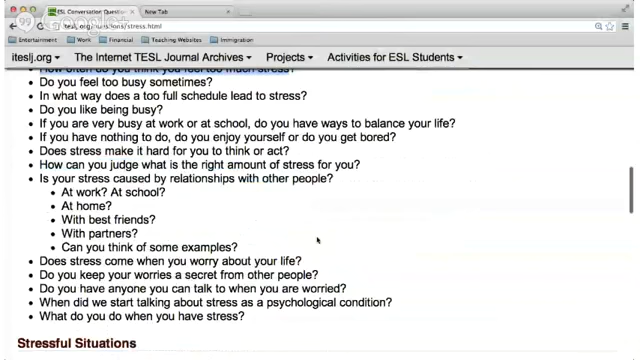 ESL Conversation Question
New Tab
iteslj.org/questions/stress.html
Entertainment
Work
Financial
Teaching Websites
Immigration
iteslj.org
The Internet TESL Journal Archives
Projects
Activities for ESL Students
How often do you think you feel too much stress?
Do you feel too busy sometimes?
In what way does a too full schedule lead to stress?
Do you like being busy?
If you are very busy at work or at school, do you have ways to balance your life?
If you have nothing to do, do you enjoy yourself or do you get bored?
Does stress make it hard for you to think or act?
How can you judge what is the right amount of stress for you?
Is your stress caused by relationships with other people?
At work? At school?
At home?
With best friends?
With partners?
Can you think of some examples?
Does stress come when you worry about your life?
Do you keep your worries a secret from other people?
Do you have anyone you can talk to when you are worried?
When did we start talking about stress as a psychological condition?
What do you do when you have stress?
Stressful Situations